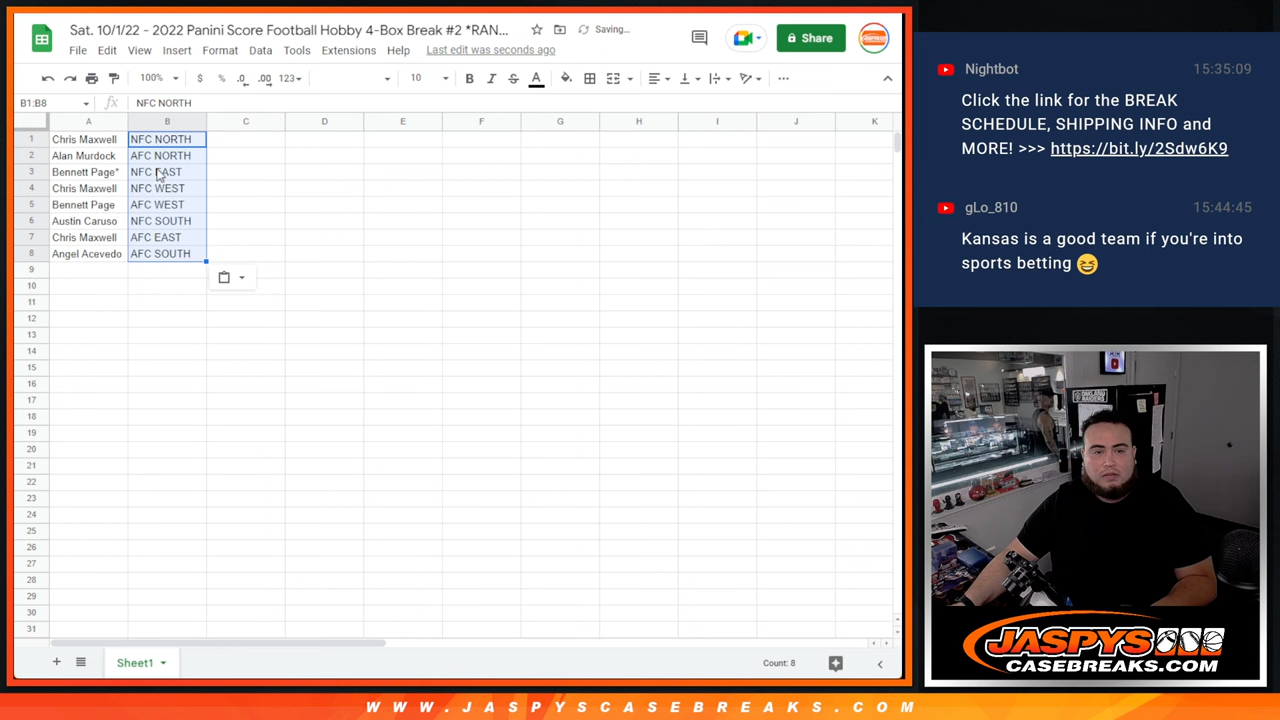 Sat. 10/1/22 - 2022 Panini Score Football Hobby 4-Box Break #2 *RAN...
Saving...
Share
File Edit View Insert Format Data Tools Extensions Help Last edit was seconds ago
100% $ % .0 .00 123 10 B I S A
B1:B8 fx NFC NORTH
A B C D E F G H I J K
1 Chris Maxwell NFC NORTH
2 Alan Murdock AFC NORTH
3 Bennett Page* NFC EAST
4 Chris Maxwell NFC WEST
5 Bennett Page AFC WEST
6 Austin Caruso NFC SOUTH
7 Chris Maxwell AFC EAST
8 Angel Acevedo AFC SOUTH
9
10
11
12
13
14
15
16
17
18
19
20
21
22
23
24
25
26
27
28
29
30
31
Sheet1 Count: 8
Nightbot 15:35:09
Click the link for the BREAK
SCHEDULE, SHIPPING INFO and
MORE! >>> https://bit.ly/2Sdw6K9
gLo_810 15:44:45
Kansas is a good team if you're into
sports betting 😆
OAKLAND
RAIDERS
JASPYS
CASEBREAKS.COM
WWW.JASPYSCASEBREAKS.COM